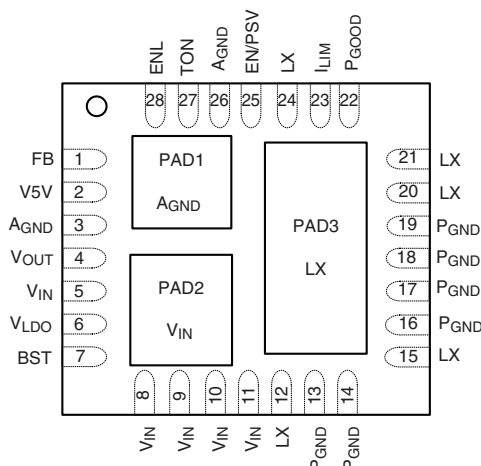 ENL TON AGND EN/PSV LX ILIM PGOOD
28 27 26 25 24 23 22
FB 1
V5V 2
AGND 3
VOUT 4
VIN 5
VLDO 6
BST 7
PAD1
AGND
PAD2
VIN
PAD3
LX
21 LX
20 LX
19 PGND
18 PGND
17 PGND
16 PGND
15 LX
8 9 10 11 12 13 14
VIN VIN VIN VIN LX PGND PGND